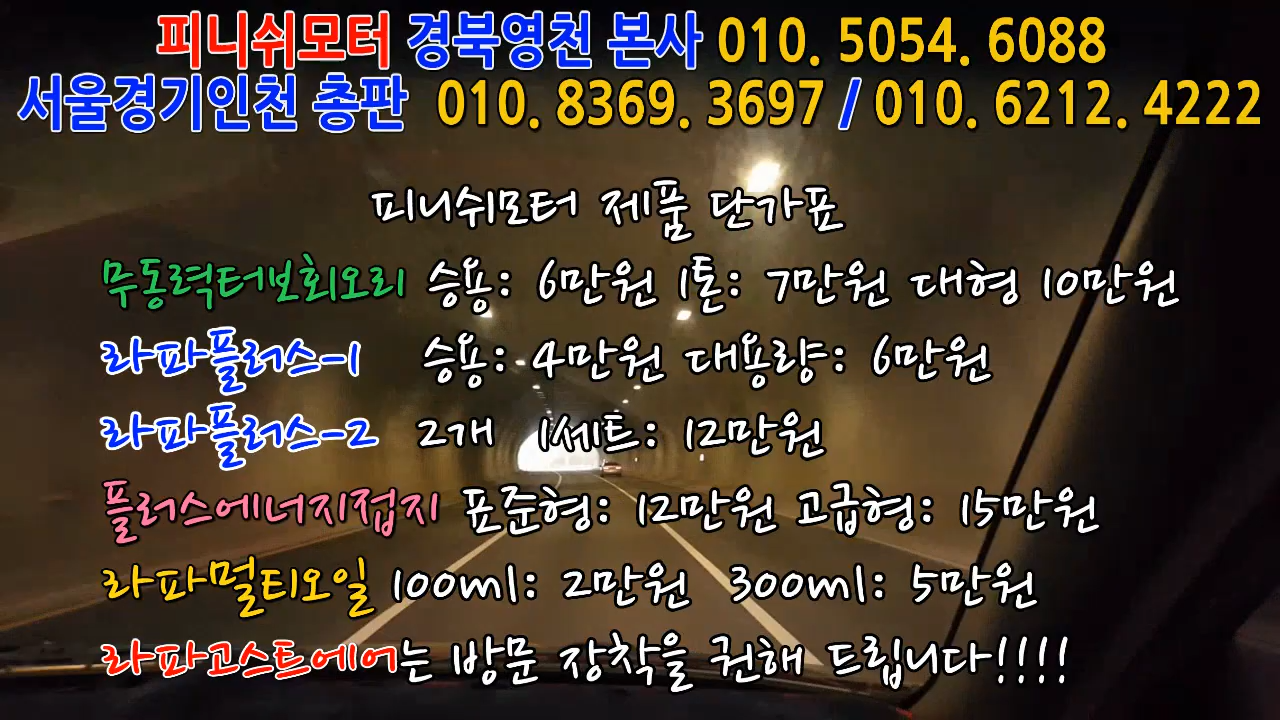 피니쉬모터 경북영천 본사 010. 5054. 6088
서울경기인천 총판 010. 8369. 3697 / 010. 6212. 4222
피니쉬모터 제품 단가표
무동력터보회오리 승용: 6만원 1톤: 7만원 대형 10만원
라파플러스-1 승용: 4만원 대용량: 6만원
라파플러스-2 2개 1세트: 12만원
플러스에너지접지 표준형: 12만원 고급형: 15만원
라파멀티오일 100ml: 2만원 300ml: 5만원
라파고스트에어는 방문 장착을 권해 드립니다!!!!